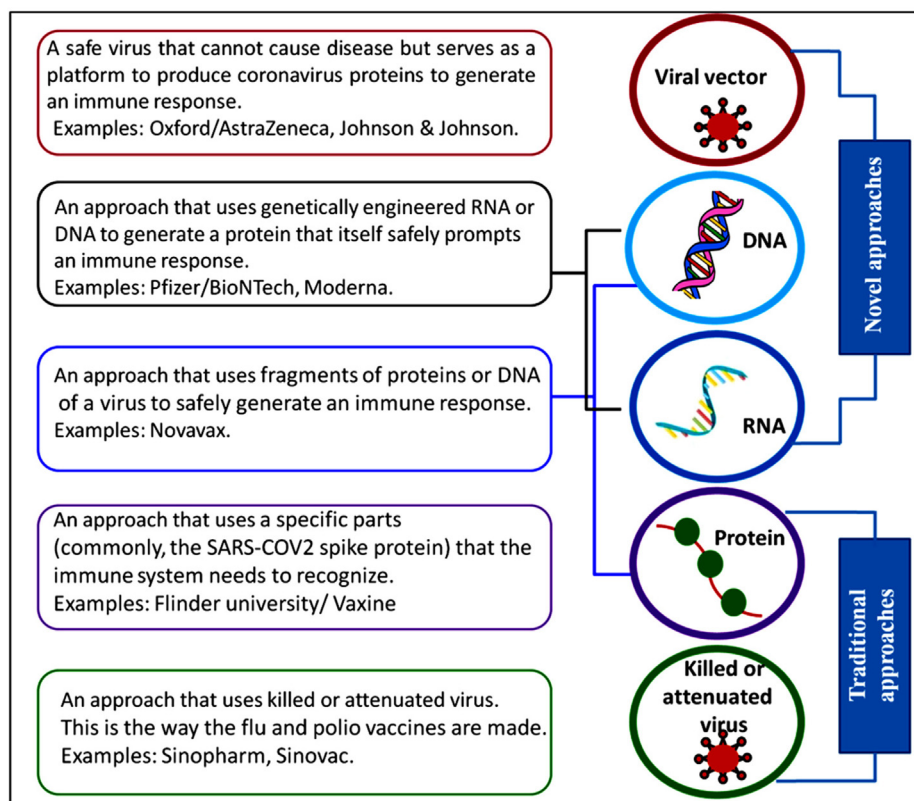 A safe virus that cannot cause disease but serves as a
platform to produce coronavirus proteins to generate
an immune response.
Examples: Oxford/AstraZeneca, Johnson & Johnson.
Viral vector
An approach that uses genetically engineered RNA or
DNA to generate a protein that itself safely prompts
an immune response.
Examples: Pfizer/BioNTech, Moderna.
DNA
Novel approaches
An approach that uses fragments of proteins or DNA
of a virus to safely generate an immune response.
Examples: Novavax.
RNA
An approach that uses a specific parts
(commonly, the SARS-COV2 spike protein) that the
immune system needs to recognize.
Examples: Flinder university/ Vaxine
Protein
Traditional
approaches
An approach that uses killed or attenuated virus.
This is the way the flu and polio vaccines are made.
Examples: Sinopharm, Sinovac.
Killed or
attenuated
virus